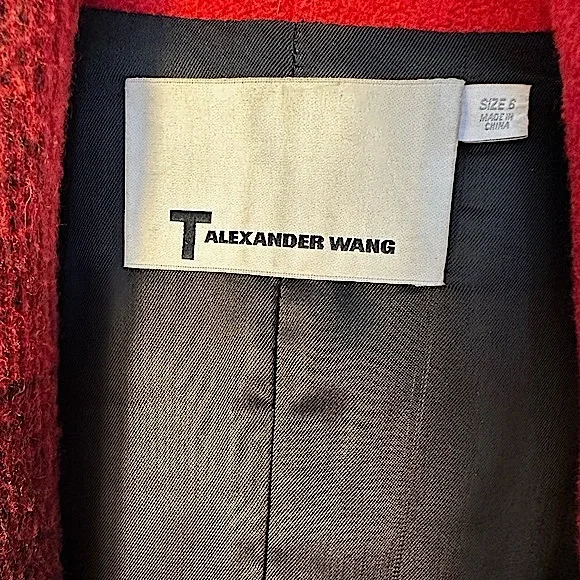 T ALEXANDER WANG
SIZE 6
MADE IN
CHINA